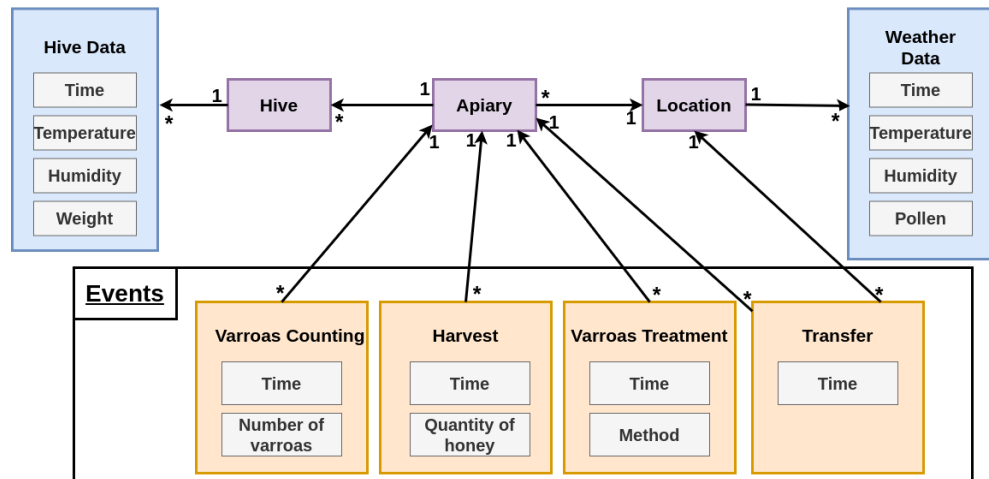 Hive Data
Time
Temperature
Humidity
Weight
1
*
Hive
*
1
Apiary
*
1
Location
1
*
Weather
Data
Time
Temperature
Humidity
Pollen
1
1
1
1
1
Events
*
*
*
*
*
Varroas Counting
Time
Number of
varroas
Harvest
Time
Quantity of
honey
Varroas Treatment
Time
Method
Transfer
Time